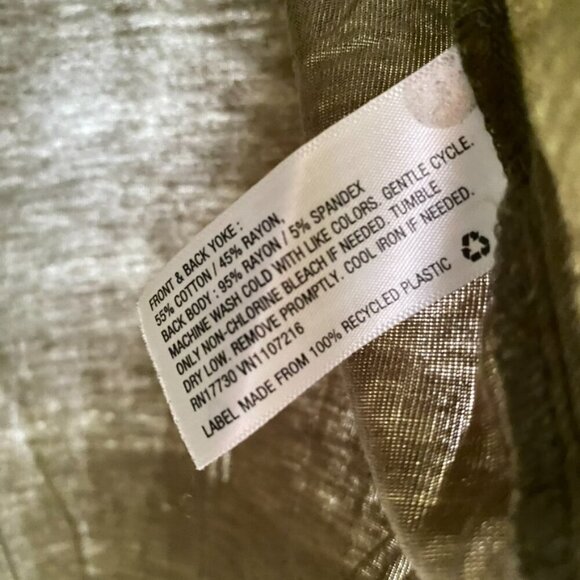 FRONT & BACK YOKE :
55% COTTON / 45% RAYON,
BACK BODY : 95% RAYON / 5% SPANDEX
MACHINE WASH COLD WITH LIKE COLORS. GENTLE CYCLE.
ONLY NON-CHLORINE BLEACH IF NEEDED. TUMBLE
DRY LOW. REMOVE PROMPTLY. COOL IRON IF NEEDED.
RN17730 VN1107216
LABEL MADE FROM 100% RECYCLED PLASTIC